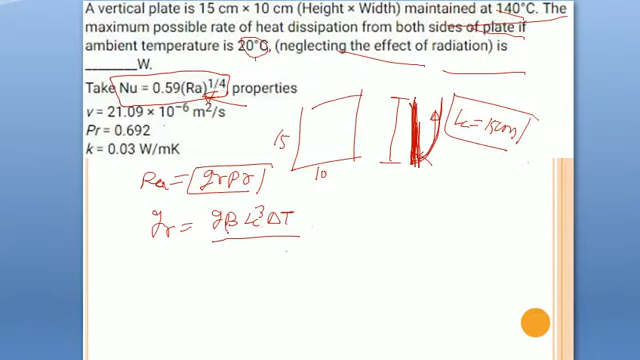 A vertical plate is 15 cm × 10 cm (Height × Width) maintained at 140°C. The
maximum possible rate of heat dissipation from both sides of plate if
ambient temperature is 20°C, (neglecting the effect of radiation) is
_______W.
Take Nu = 0.59(Ra)^1/4 properties
ν = 21.09 × 10⁻⁶ m²/s
Pr = 0.692
k = 0.03 W/mK
15
10
Lc = 15cm
Ra = grPr
gr = gβ Lc³ ΔT